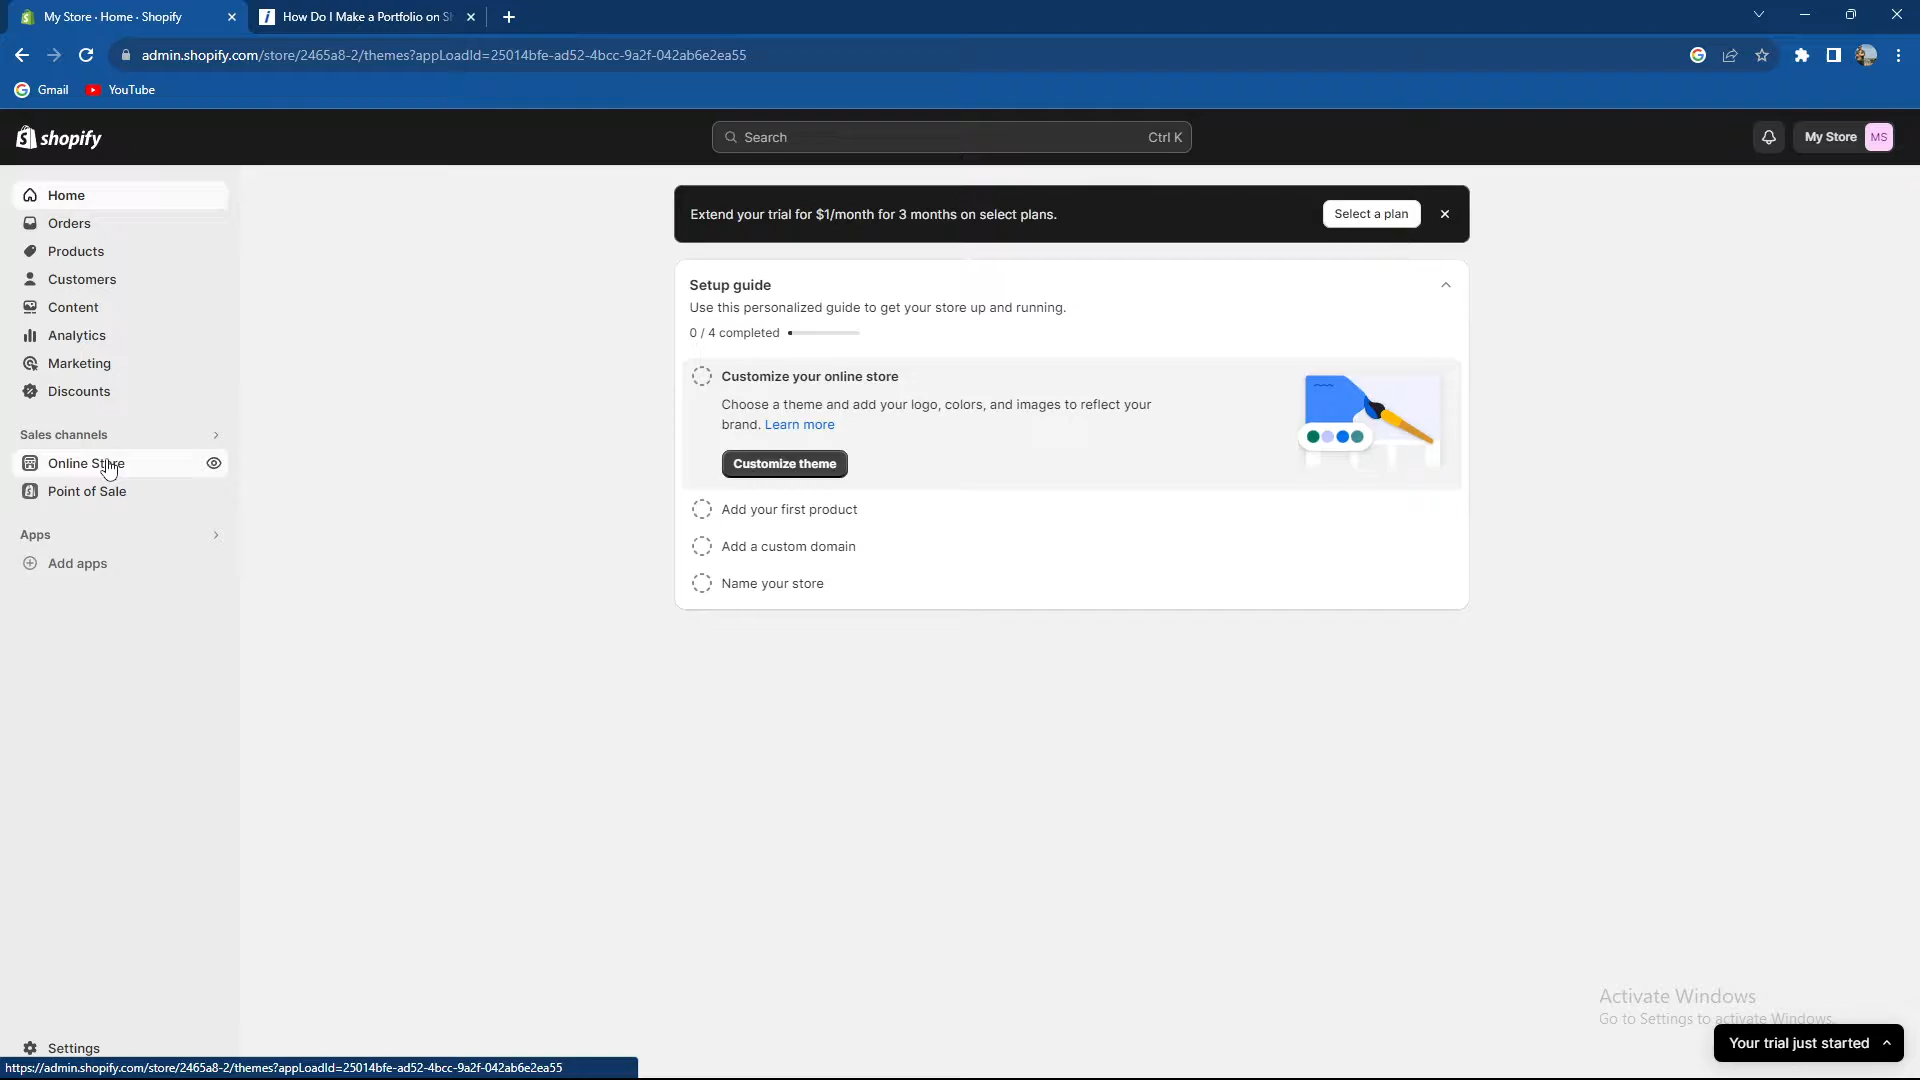 My Store · Home · Shopify
How Do I Make a Portfolio on S
admin.shopify.com/store/2465a8-2/themes?appLoadId=25014bfe-ad52-4bcc-9a2f-042ab6e2ea55
Gmail
YouTube
shopify
Search
Ctrl K
My Store
MS
Home
Orders
Products
Customers
Content
Analytics
Marketing
Discounts
Sales channels
Online Store
Point of Sale
Apps
Add apps
Settings
Extend your trial for $1/month for 3 months on select plans.
Select a plan
Setup guide
Use this personalized guide to get your store up and running.
0 / 4 completed
Customize your online store
Choose a theme and add your logo, colors, and images to reflect your
brand. Learn more
Customize theme
Add your first product
Add a custom domain
Name your store
Activate Windows
Go to Settings to activate Windows.
Your trial just started
https://admin.shopify.com/store/2465a8-2/themes?appLoadId=25014bfe-ad52-4bcc-9a2f-042ab6e2ea55